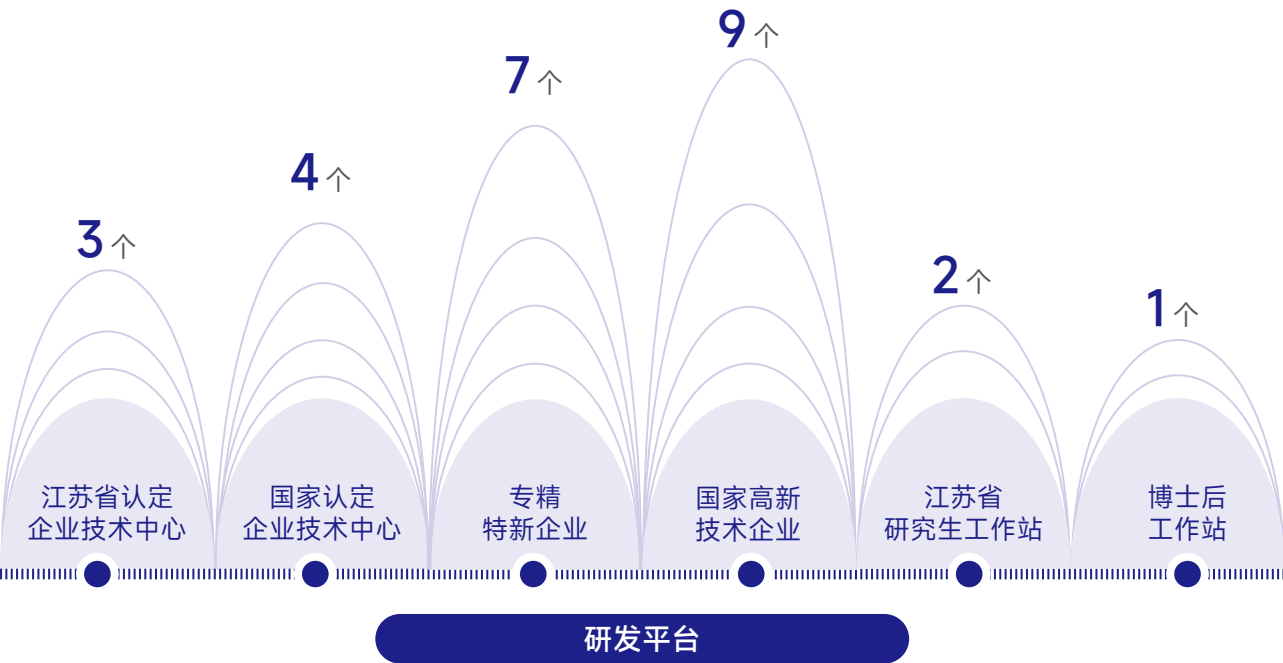 3个
江苏省认定
企业技术中心
4个
国家认定
企业技术中心
7个
专精
特新企业
9个
国家高新
技术企业
2个
江苏省
研究生工作站
1个
博士后
工作站
研发平台